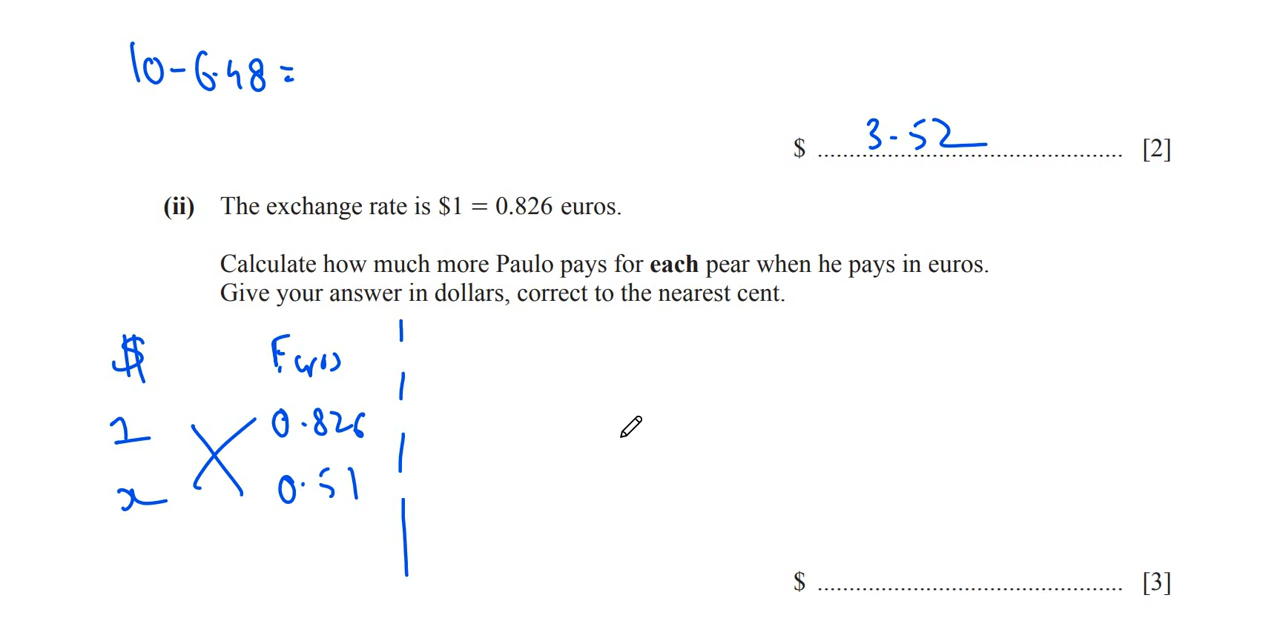 10-6.48=
$ 3.52 [2]
(ii) The exchange rate is $1 = 0.826 euros.
Calculate how much more Paulo pays for each pear when he pays in euros.
Give your answer in dollars, correct to the nearest cent.
$ Euros
1 0.826
x 0.51
$ ................................................ [3]